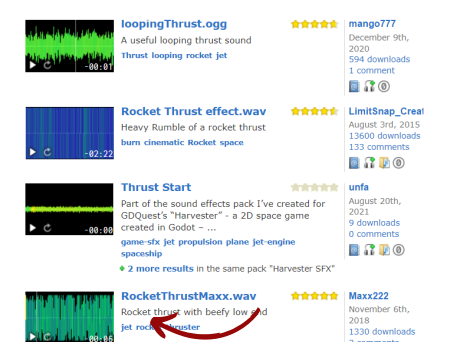 loopingThrust.ogg
A useful looping thrust sound
Thrust looping rocket jet
-00:01
mango777
December 9th,
2020
594 downloads
1 comment
Rocket Thrust effect.wav
Heavy Rumble of a rocket thrust
burn cinematic Rocket space
-02:22
LimitSnap_Creat
August 3rd, 2015
13600 downloads
133 comments
Thrust Start
Part of the sound effects pack I've created for
GDQuest's "Harvester" - a 2D space game
created in Godot – ...
game-sfx jet propulsion plane jet-engine
spaceship
2 more results in the same pack "Harvester SFX"
-00:00
unfa
August 20th,
2021
9 downloads
0 comments
RocketThrustMaxx.wav
Rocket thrust with beefy low end
jet rocket thruster
-00:06
Maxx222
November 6th,
2018
1330 downloads